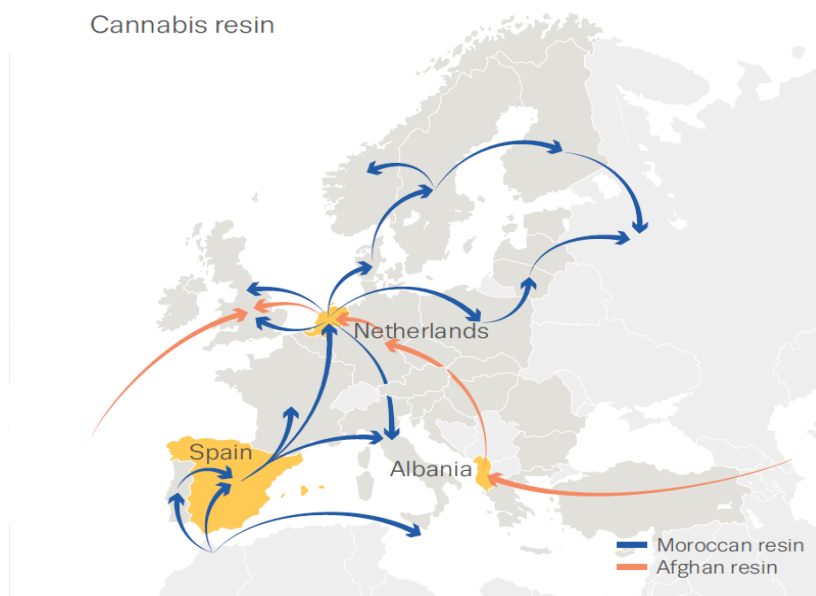 Cannabis resin
Netherlands
Spain
Albania
Moroccan resin
Afghan resin